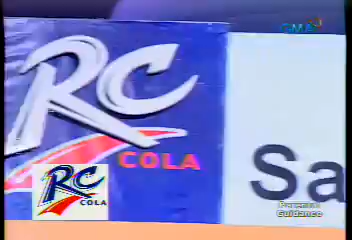 GMA
RC
COLA
Sa
RC
COLA
Parental
Guidance